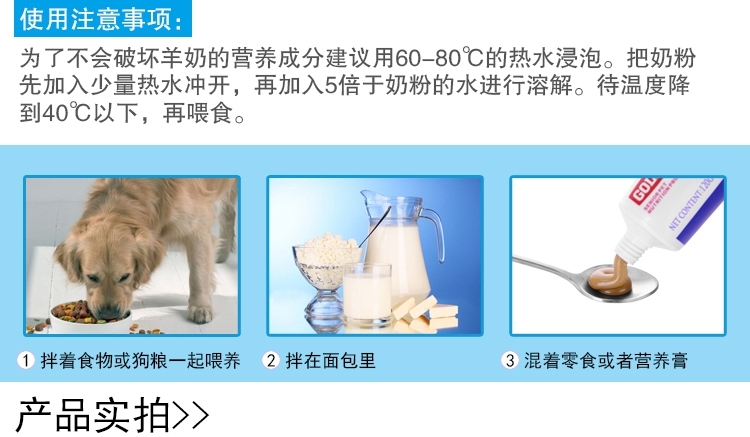 使用注意事项:
为了不会破坏羊奶的营养成分建议用60-80℃的热水浸泡。把奶粉
先加入少量热水冲开，再加入5倍于奶粉的水进行溶解。待温度降
到40℃以下，再喂食。
GOL
NET CONTENT:120G
① 拌着食物或狗粮一起喂养
② 拌在面包里
③ 混着零食或者营养膏
产品实拍>>